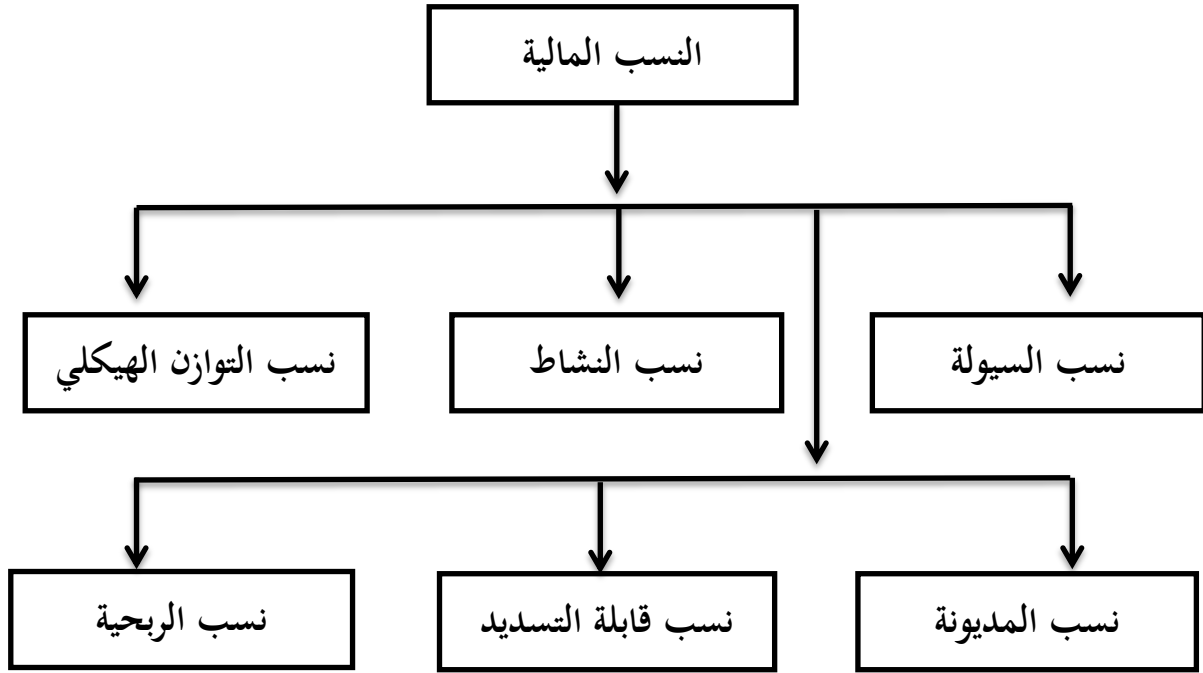 النسب المالية
نسب السيولة
نسب النشاط
نسب التوازن الهيكلي
نسب المديونة
نسب قابلة التسديد
نسب الربحية